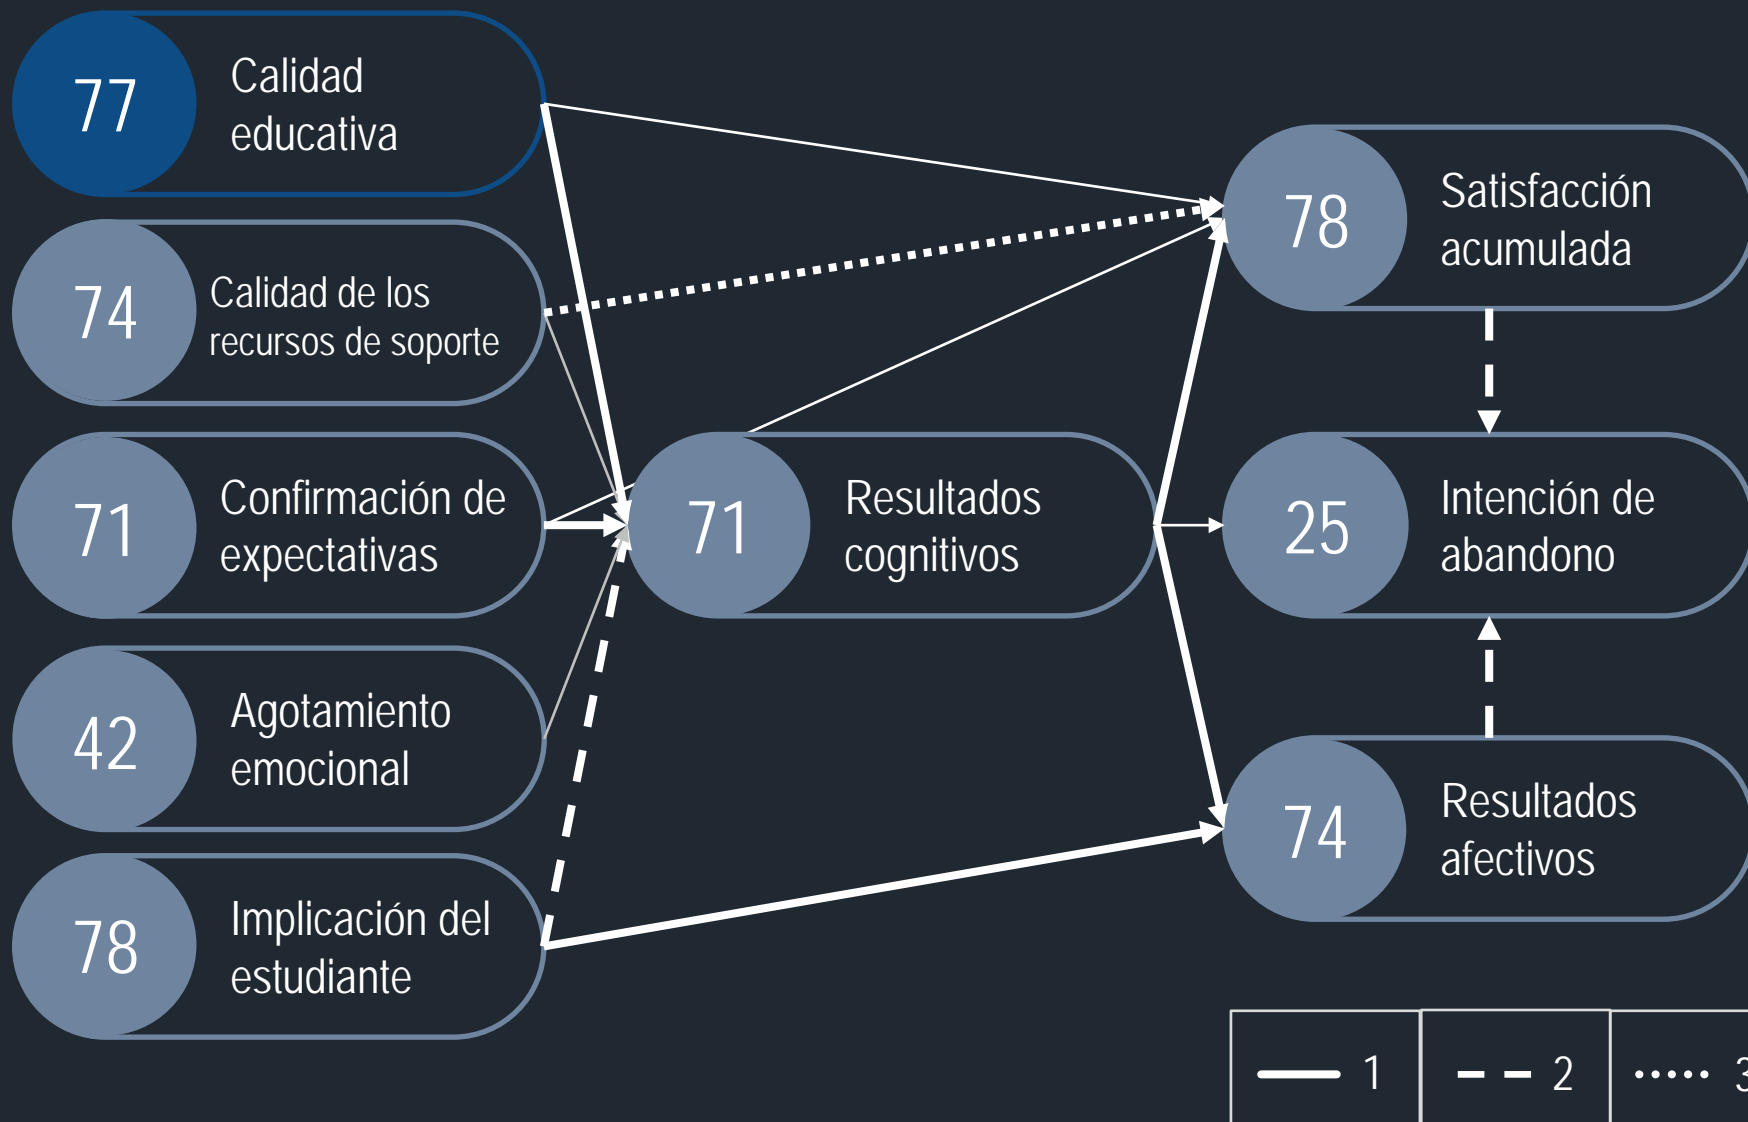 77
Calidad
educativa
74
Calidad de los
recursos de soporte
71
Confirmación de
expectativas
42
Agotamiento
emocional
78
Implicación del
estudiante
71
Resultados
cognitivos
78
Satisfacción
acumulada
25
Intención de
abandono
74
Resultados
afectivos
1
2
3